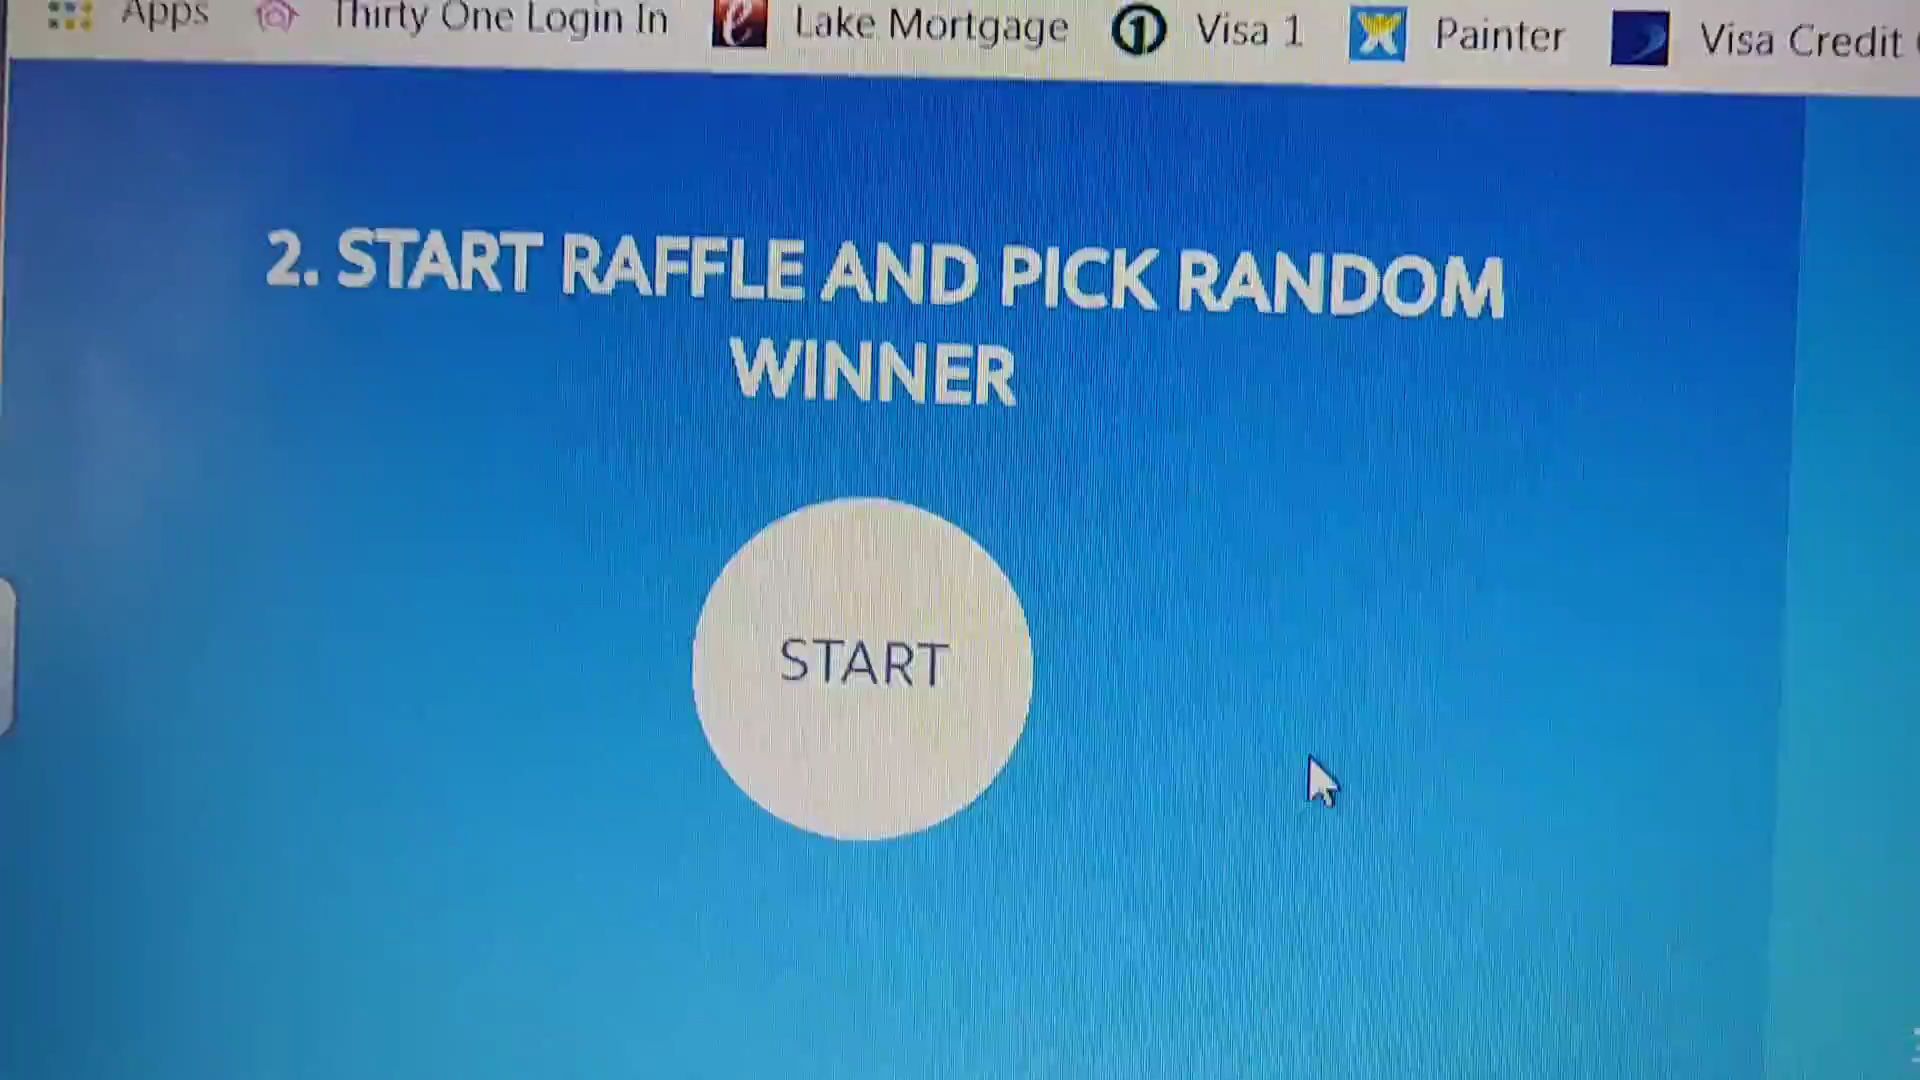 Apps Thirty One Login In Lake Mortgage Visa 1 Painter Visa Credit
2. START RAFFLE AND PICK RANDOM
WINNER
START